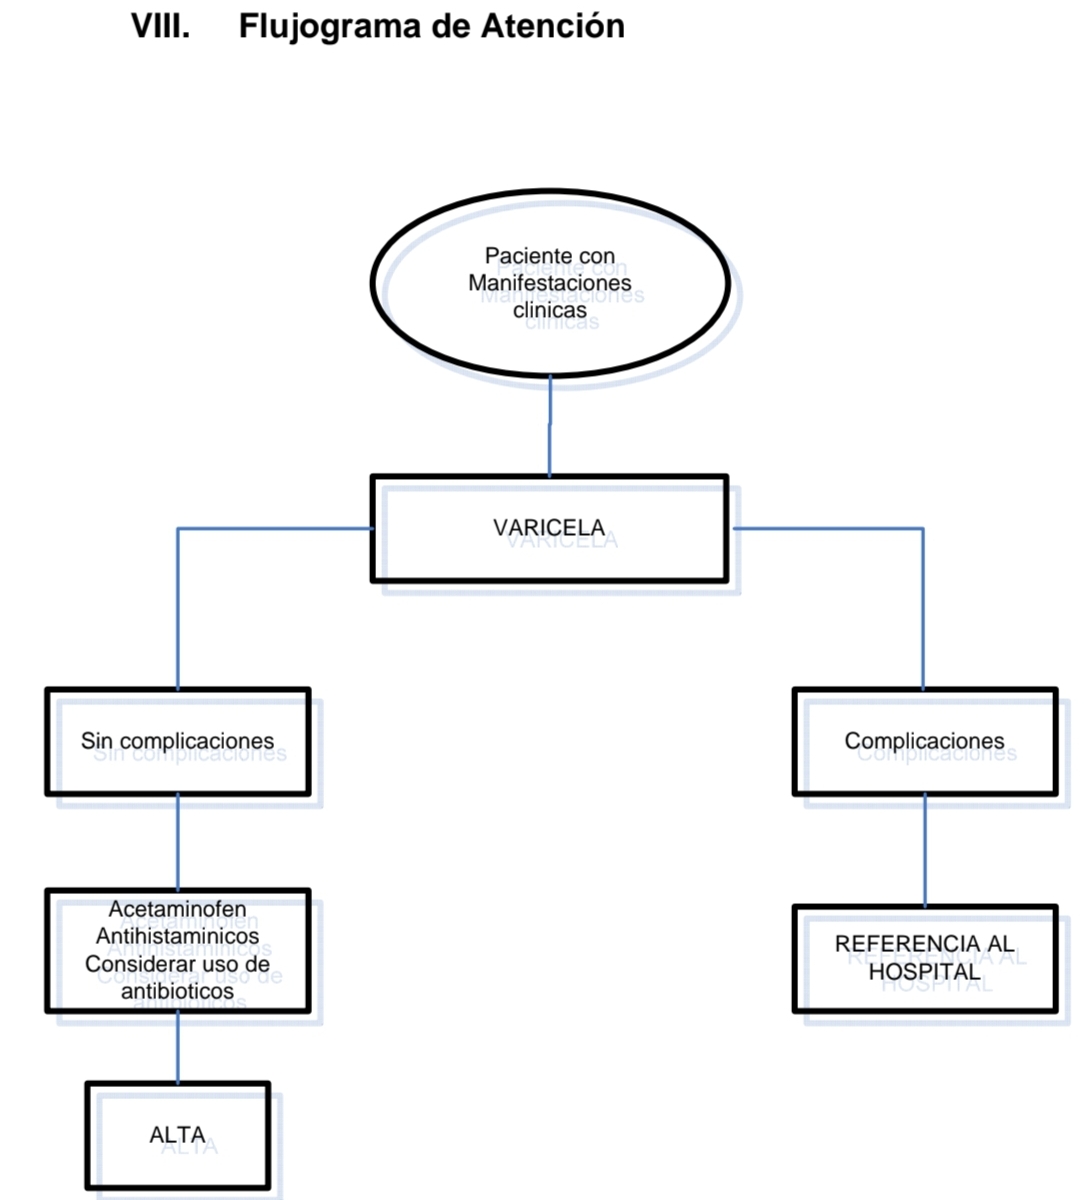 VIII. Flujograma de Atención
Paciente con
Manifestaciones
clinicas
VARICELA
Sin complicaciones
Complicaciones
Acetaminofen
Antihistaminicos
Considerar uso de
antibioticos
REFERENCIA AL
HOSPITAL
ALTA